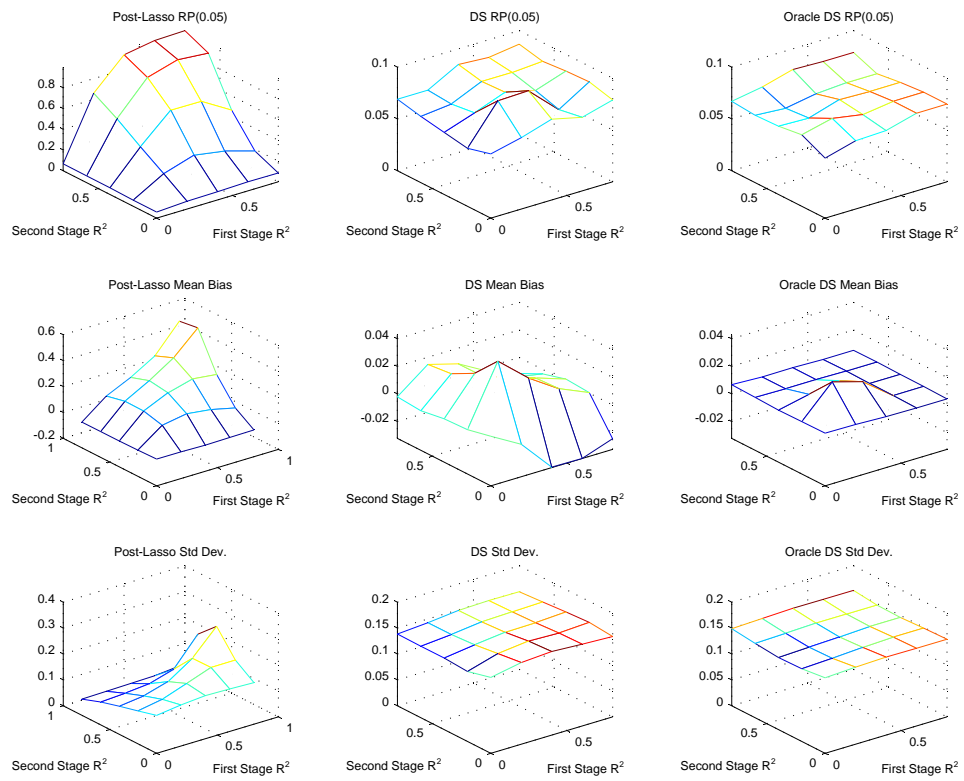 Post-Lasso RP(0.05)
0.8
0.6
0.4
0.2
0
0.5
0
0
0.5
Second Stage R²
First Stage R²
DS RP(0.05)
0.1
0.05
0
0.5
0
0
0.5
Second Stage R²
First Stage R²
Oracle DS RP(0.05)
0.1
0.05
0
0.5
0
0
0.5
Second Stage R²
First Stage R²
Post-Lasso Mean Bias
0.6
0.4
0.2
0
-0.2
1
0.5
0
0
0.5
1
Second Stage R²
First Stage R²
DS Mean Bias
0.04
0.02
0
-0.02
0.5
0
0
0.5
Second Stage R²
First Stage R²
Oracle DS Mean Bias
0.04
0.02
0
-0.02
0.5
0
0
0.5
Second Stage R²
First Stage R²
Post-Lasso Std Dev.
0.4
0.3
0.2
0.1
0
1
0.5
0
0
0.5
1
Second Stage R²
First Stage R²
DS Std Dev.
0.2
0.15
0.1
0.05
0
0.5
0
0
0.5
Second Stage R²
First Stage R²
Oracle DS Std Dev.
0.2
0.15
0.1
0.05
0
0.5
0
0
0.5
Second Stage R²
First Stage R²